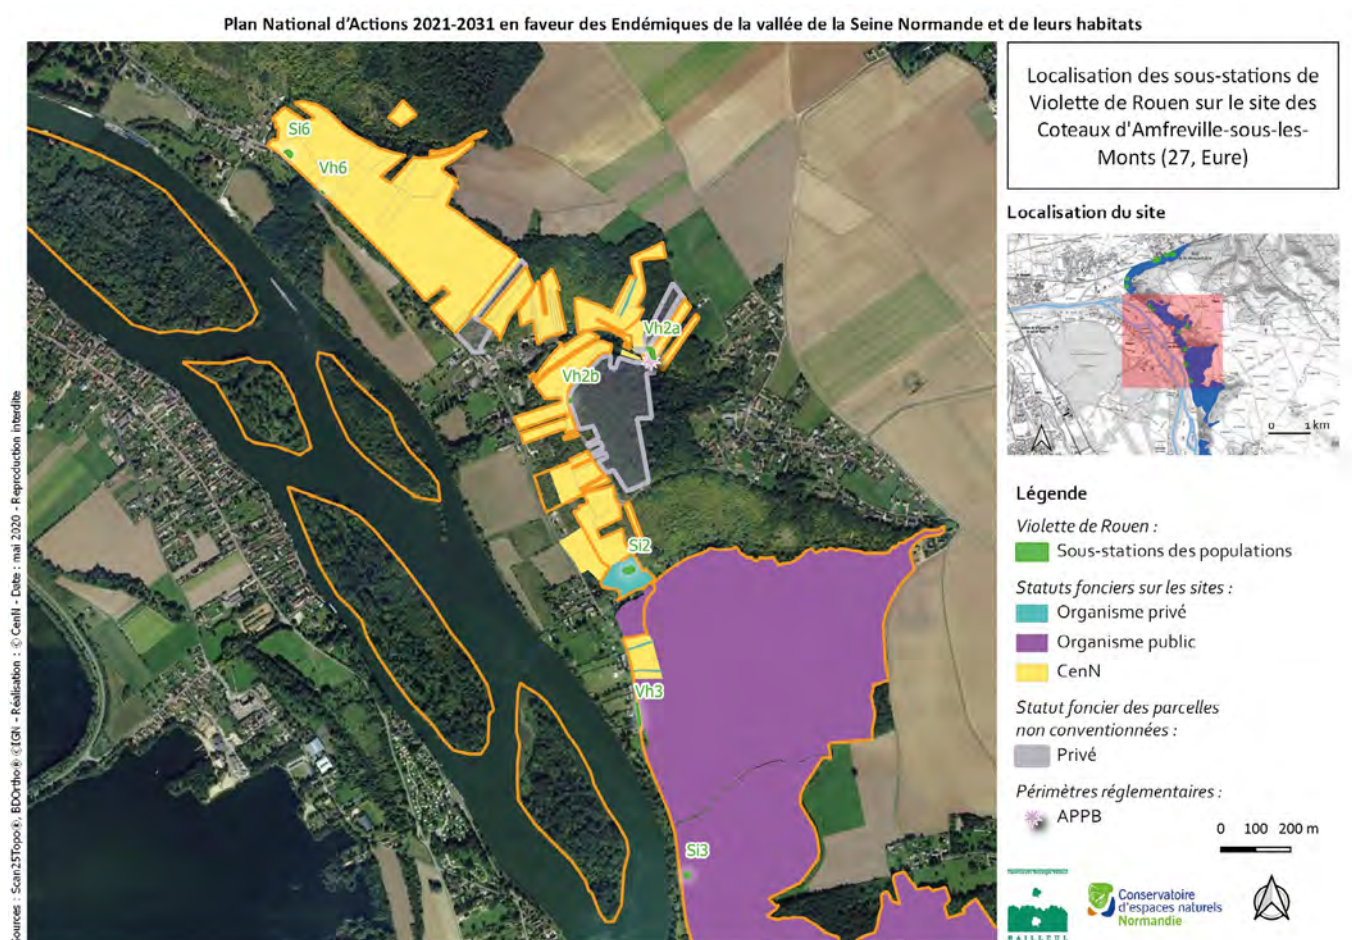 Plan National d'Actions 2021-2031 en faveur des Endémiques de la vallée de la Seine Normande et de leurs habitats
Localisation des sous-stations de
Violette de Rouen sur le site des
Coteaux d'Amfreville-sous-les-
Monts (27, Eure)
Localisation du site
0 1 km
Légende
Violette de Rouen :
Sous-stations des populations
Statuts fonciers sur les sites :
Organisme privé
Organisme public
CenN
Statut foncier des parcelles
non conventionnées :
Privé
Périmètres réglementaires :
APPB
0 100 200 m
BAILLEUL
Conservatoire
d'espaces naturels
Normandie
Si6
Vh6
Vh2a
Vh2b
Si2
Vh3
Si3
Sources : Scan25Topo®, BDOrtho® ©IGN - Réalisation : © CenN - Date : mai 2020 - Reproduction interdite